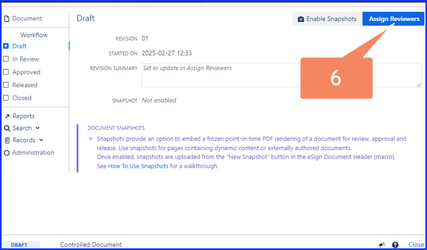 Document
Workflow
Draft
In Review
Approved
Released
Closed
Reports
Search
Records
Administration
Draft
Enable Snapshots
Assign Reviewers
REVISION 01
STARTED ON 2025-02-27 12:33
REVISION SUMMARY Set or update in Assign Reviewers
6
SNAPSHOT Not enabled
DOCUMENT SNAPSHOTS
Snapshots provide an option to embed a frozen point-in-time PDF rendering of a document for review, approval and
release. Use snapshots for pages containing dynamic content or externally authored documents.
Once enabled, snapshots are uploaded from the "New Snapshot" button in the eSign Document Header (macro).
See How To Use Snapshots for a walkthrough.
DRAFT Controlled Document Close